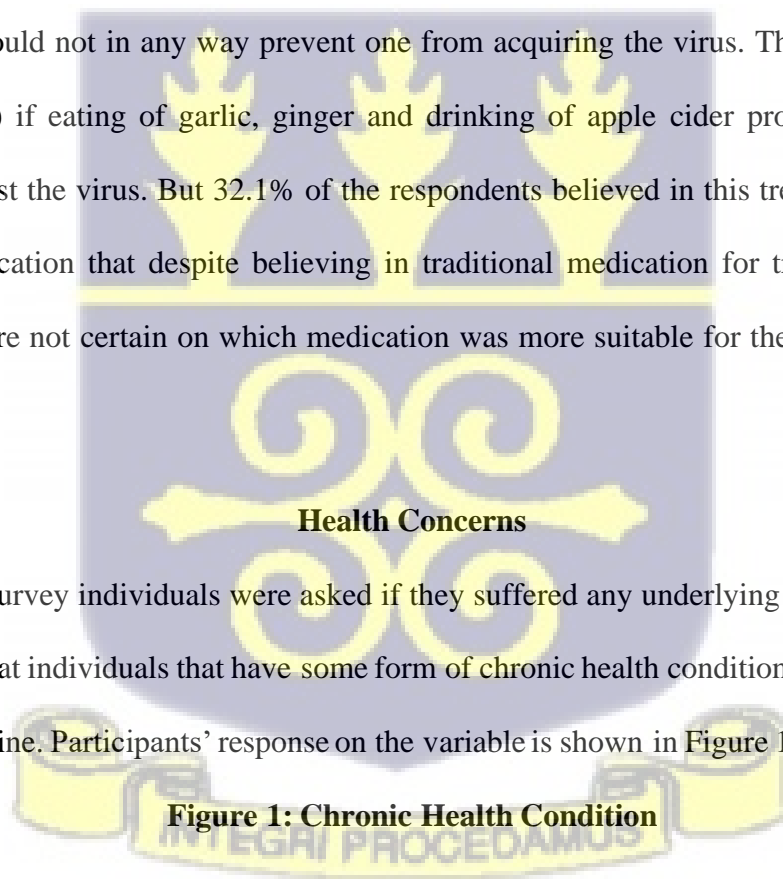 ould not in any way prevent one from acquiring the virus. Th
if eating of garlic, ginger and drinking of apple cider pro
st the virus. But 32.1% of the respondents believed in this tre
cation that despite believing in traditional medication for t
re not certain on which medication was more suitable for the
Health Concerns
urvey individuals were asked if they suffered any underlying
at individuals that have some form of chronic health condition
ine. Participants' response on the variable is shown in Figure 1
Figure 1: Chronic Health Condition
INTEGRI PROCEDAMUS